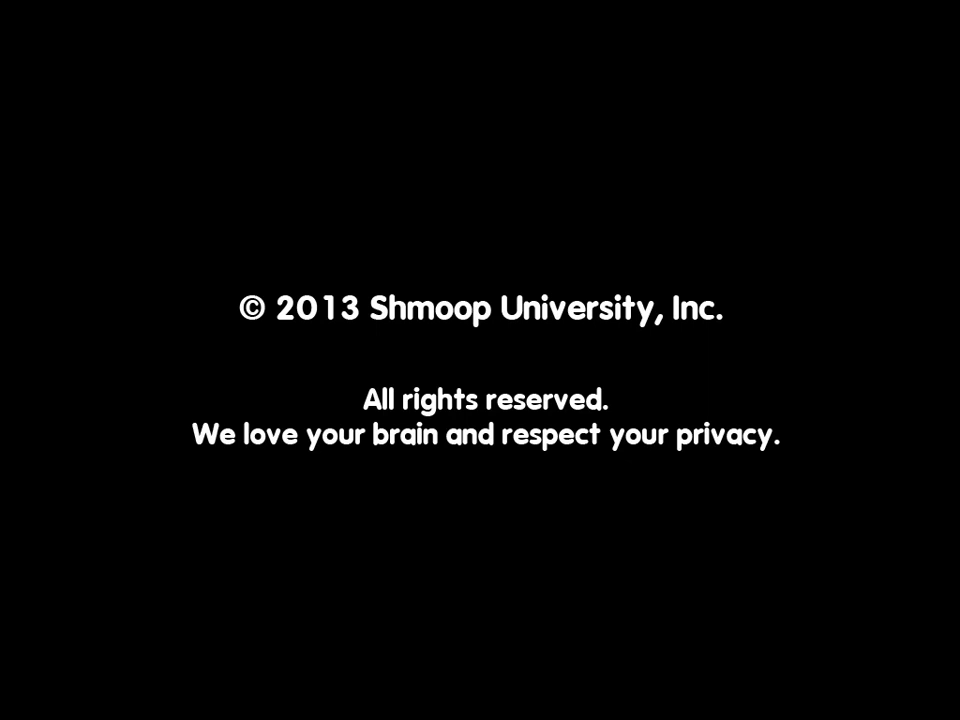 © 2013 Shmoop University, Inc.
All rights reserved.
We love your brain and respect your privacy.